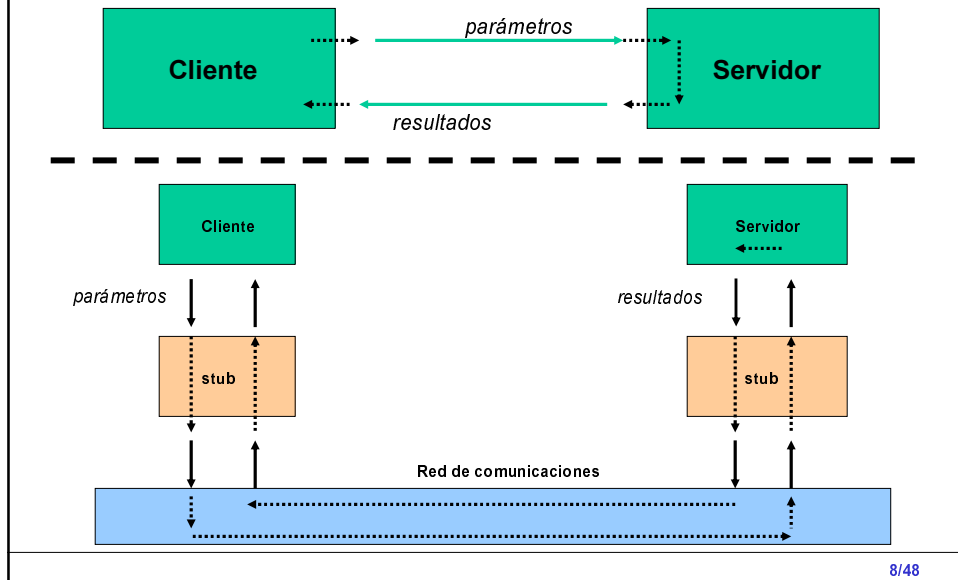 parámetros
Cliente
Servidor
resultados
Cliente
Servidor
parámetros
resultados
stub
stub
Red de comunicaciones
8/48